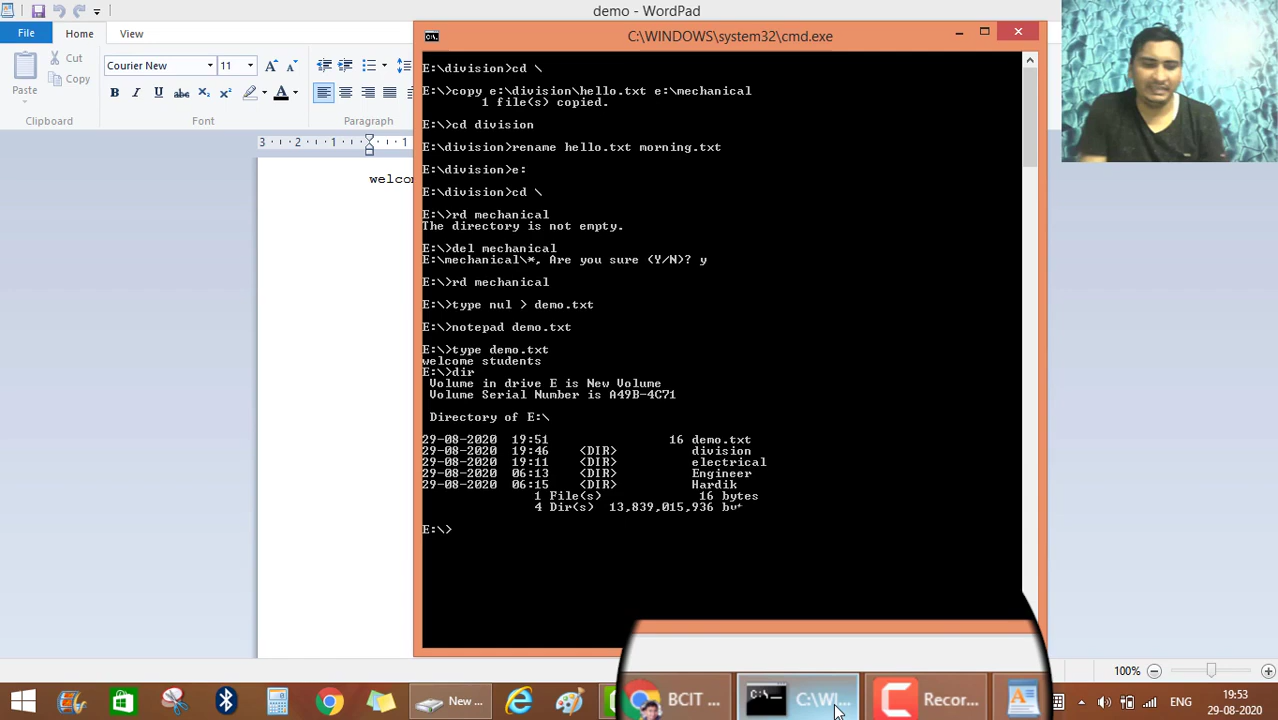 demo - WordPad
File
Home
View
Cut
Copy
Paste
Clipboard
Courier New
11
Font
Paragraph
3 2 1 1
C:\WINDOWS\system32\cmd.exe
E:\division>cd \
E:\>copy e:\division\hello.txt e:\mechanical
1 file(s) copied.
E:\>cd division
E:\division>rename hello.txt morning.txt
E:\division>e:
E:\division>cd \
E:\>rd mechanical
The directory is not empty.
E:\>del mechanical
E:\mechanical\*, Are you sure (Y/N)? y
E:\>rd mechanical
E:\>type nul > demo.txt
E:\>notepad demo.txt
E:\>type demo.txt
welcome students
E:\>dir
Volume in drive E is New Volume
Volume Serial Number is A49B-4C71
Directory of E:\
29-08-2020 19:51 16 demo.txt
29-08-2020 19:46 <DIR> division
29-08-2020 19:11 <DIR> electrical
29-08-2020 06:13 <DIR> Engineer
29-08-2020 06:15 <DIR> Hardik
1 File(s) 16 bytes
4 Dir(s) 13,839,015,936
E:\>
100%
New ...
BCIT ...
C:\WI...
Recor...
ENG
19:53
29-08-2020